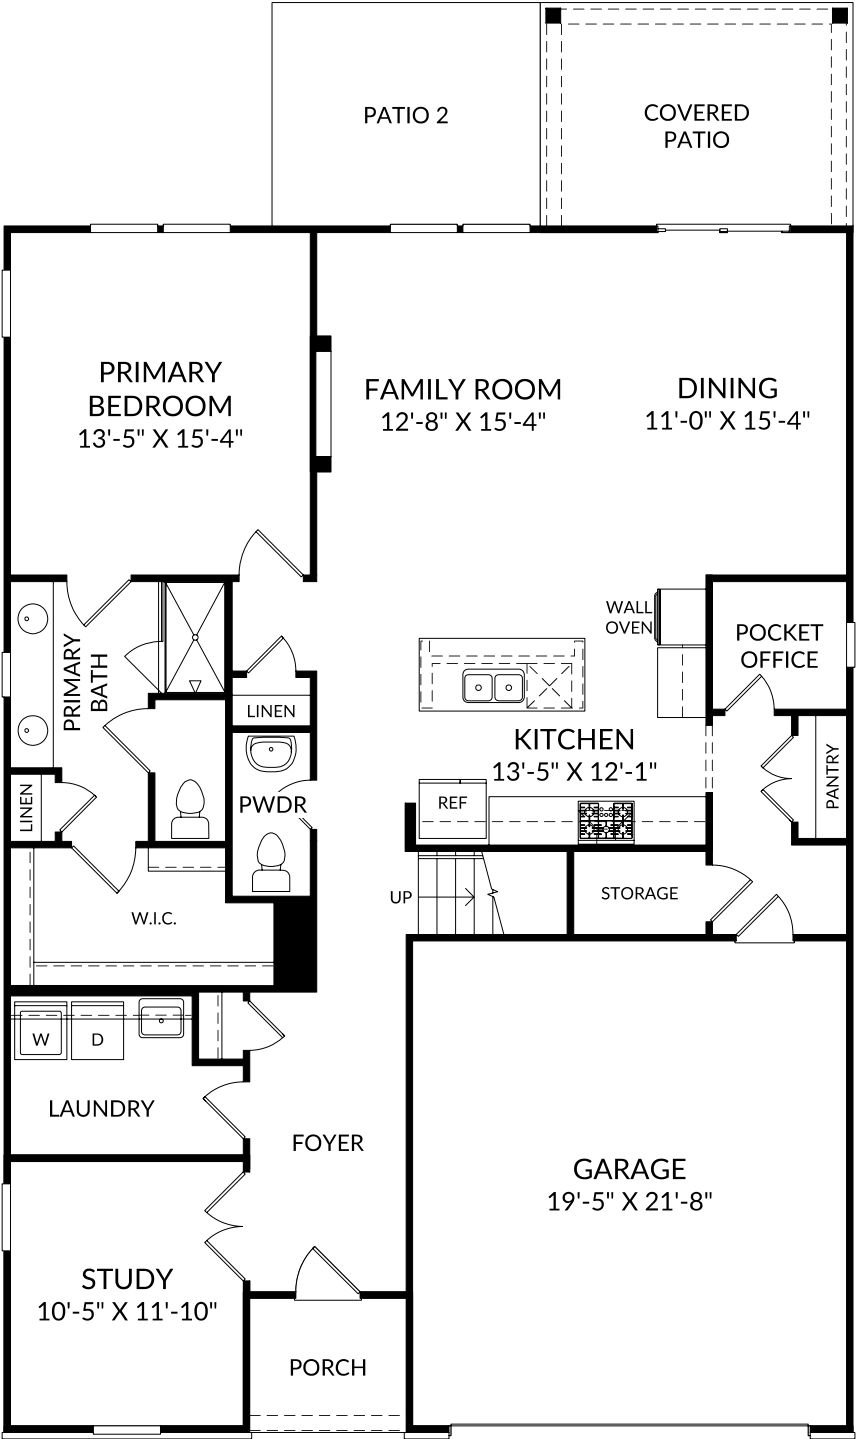 PATIO 2
COVERED
PATIO
PRIMARY
BEDROOM
13'-5" X 15'-4"
FAMILY ROOM
12'-8" X 15'-4"
DINING
11'-0" X 15'-4"
PRIMARY
BATH
WALL
OVEN
POCKET
OFFICE
LINEN
KITCHEN
13'-5" X 12'-1"
PANTRY
LINEN
PWDR
REF
UP
STORAGE
W.I.C.
W
D
LAUNDRY
FOYER
GARAGE
19'-5" X 21'-8"
STUDY
10'-5" X 11'-10"
PORCH